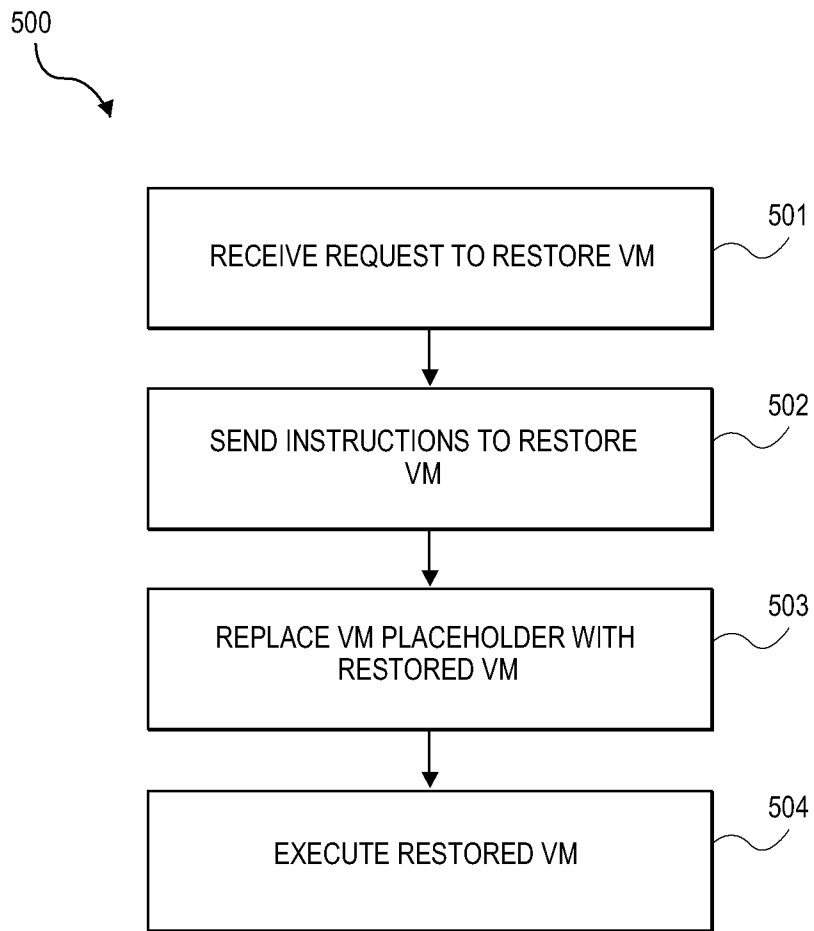 500
RECEIVE REQUEST TO RESTORE VM
501
SEND INSTRUCTIONS TO RESTORE
VM
502
REPLACE VM PLACEHOLDER WITH
RESTORED VM
503
EXECUTE RESTORED VM
504